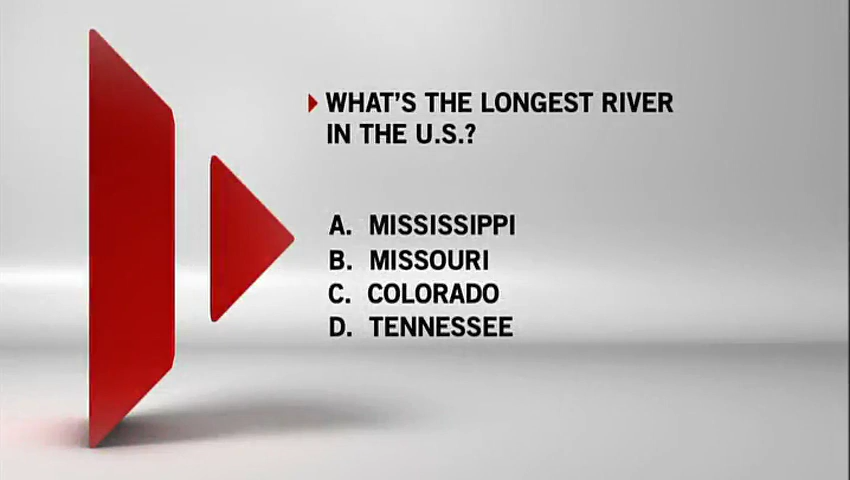 WHAT'S THE LONGEST RIVER
IN THE U.S.?
A. MISSISSIPPI
B. MISSOURI
C. COLORADO
D. TENNESSEE